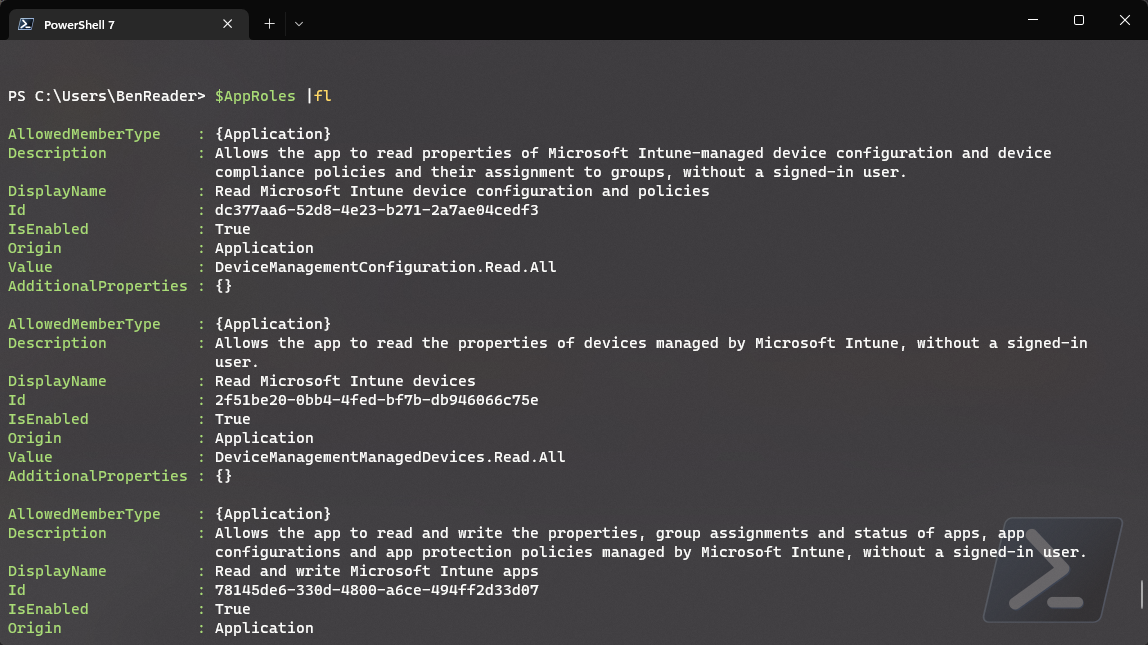 PowerShell 7
PS C:\Users\BenReader> $AppRoles |fl
AllowedMemberType    : {Application}
Description          : Allows the app to read properties of Microsoft Intune-managed device configuration and device
                       compliance policies and their assignment to groups, without a signed-in user.
DisplayName          : Read Microsoft Intune device configuration and policies
Id                   : dc377aa6-52d8-4e23-b271-2a7ae04cedf3
IsEnabled            : True
Origin               : Application
Value                : DeviceManagementConfiguration.Read.All
AdditionalProperties : {}
AllowedMemberType    : {Application}
Description          : Allows the app to read the properties of devices managed by Microsoft Intune, without a signed-in
                       user.
DisplayName          : Read Microsoft Intune devices
Id                   : 2f51be20-0bb4-4fed-bf7b-db946066c75e
IsEnabled            : True
Origin               : Application
Value                : DeviceManagementManagedDevices.Read.All
AdditionalProperties : {}
AllowedMemberType    : {Application}
Description          : Allows the app to read and write the properties, group assignments and status of apps, app
                       configurations and app protection policies managed by Microsoft Intune, without a signed-in user.
DisplayName          : Read and write Microsoft Intune apps
Id                   : 78145de6-330d-4800-a6ce-494ff2d33d07
IsEnabled            : True
Origin               : Application